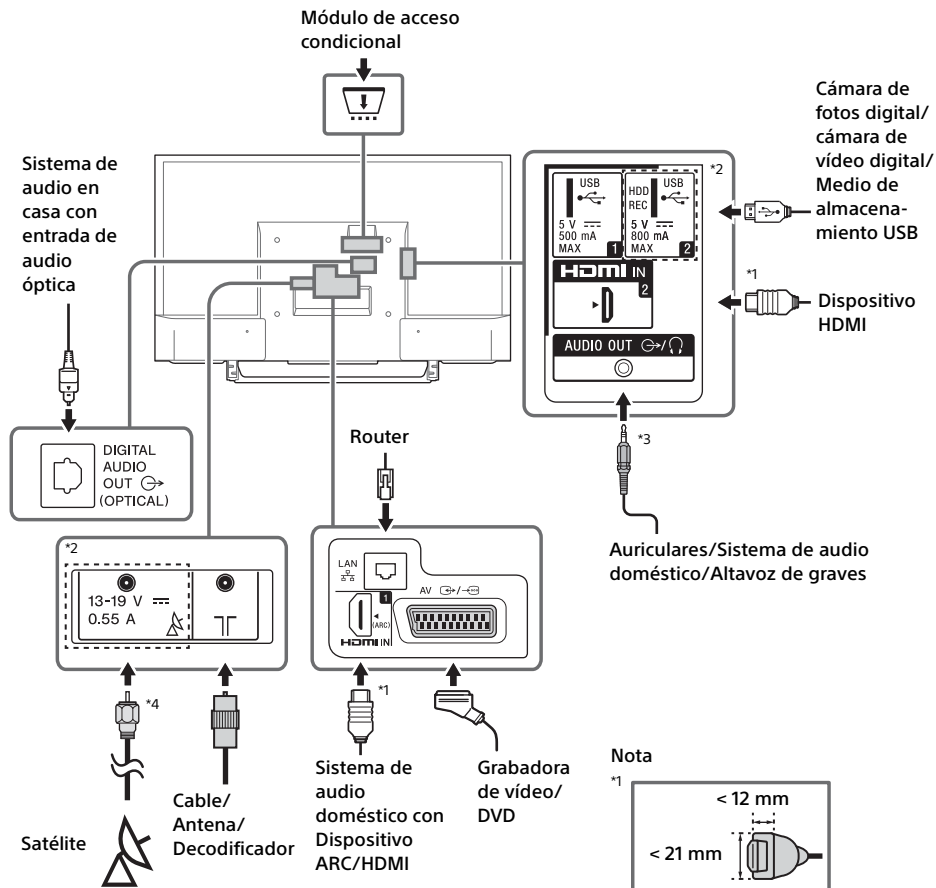 Módulo de acceso
condicional
Sistema de
audio en
casa con
entrada de
audio
óptica
Cámara de
fotos digital/
cámara de
vídeo digital/
Medio de
almacena-
miento USB
*2
USB
5 V
500 mA
MAX
1
HDD
REC
USB
5 V
800 mA
MAX
2
HDMI IN
2
*1
Dispositivo
HDMI
AUDIO OUT
*3
Auriculares/Sistema de audio
doméstico/Altavoz de graves
DIGITAL
AUDIO
OUT
(OPTICAL)
Router
*2
13-19 V
0.55 A
LAN
1
(ARC)
HDMI IN
AV
*4
*1
Satélite
Cable/
Antena/
Decodificador
Sistema de
audio
doméstico con
Dispositivo
ARC/HDMI
Grabadora
de vídeo/
DVD
Nota
*1
< 12 mm
< 21 mm